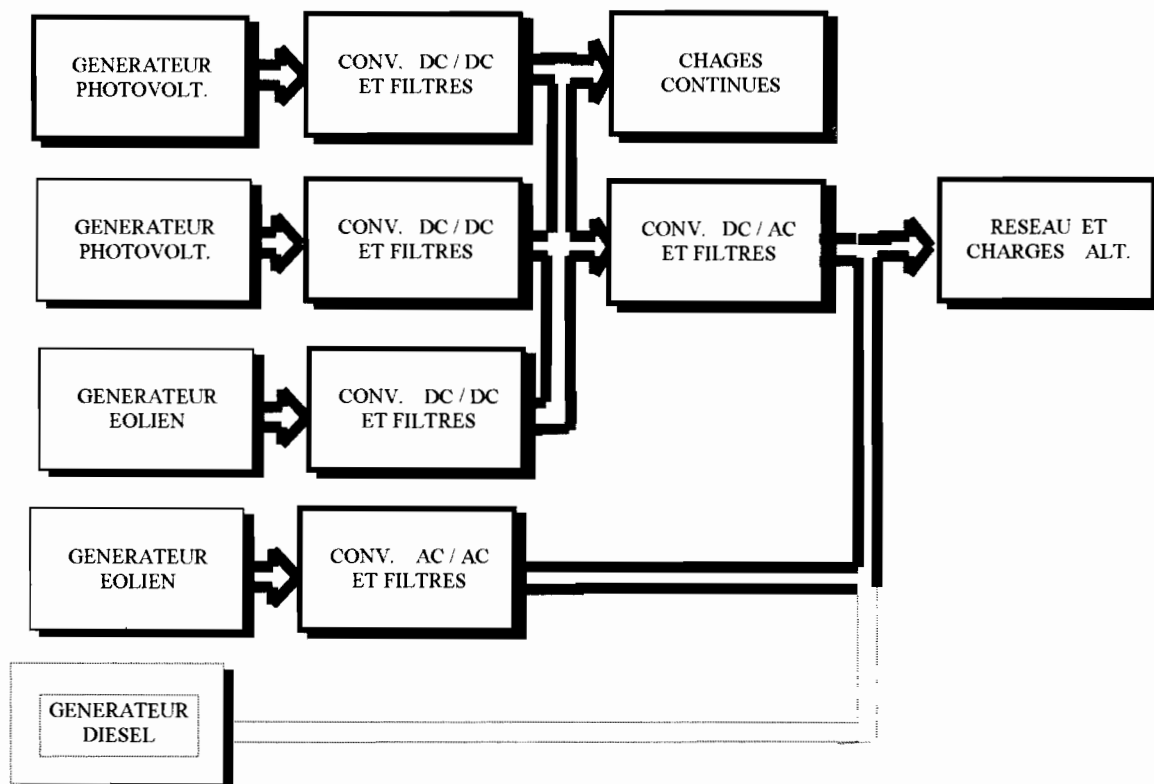 GENERATEUR
PHOTOVOLT.
CONV. DC / DC
ET FILTRES
CHAGES
CONTINUES
GENERATEUR
PHOTOVOLT.
CONV. DC / DC
ET FILTRES
CONV. DC / AC
ET FILTRES
RESEAU ET
CHARGES ALT.
GENERATEUR
EOLIEN
CONV. DC / DC
ET FILTRES
GENERATEUR
EOLIEN
CONV. AC / AC
ET FILTRES
GENERATEUR
DIESEL